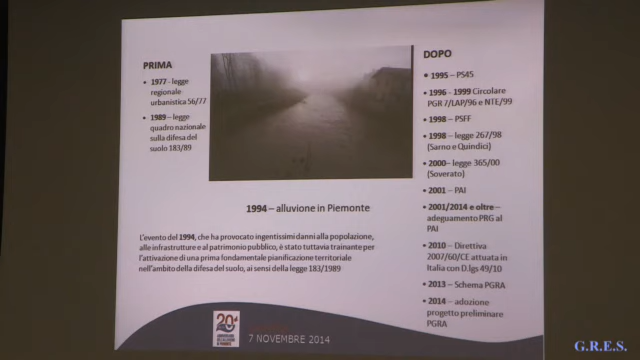 PRIMA
• 1977 - legge
regionale
urbanistica 56/77
• 1989 – legge
quadro nazionale
sulla difesa del
suolo 183/89
1994 – alluvione in Piemonte
L'evento del 1994, che ha provocato ingentissimi danni alla popolazione,
alle infrastrutture e al patrimonio pubblico, è stato tuttavia trainante per
l'attivazione di una prima fondamentale pianificazione territoriale
nell'ambito della difesa del suolo, ai sensi della legge 183/1989
DOPO
• 1995 – PS45
• 1996 - 1999 Circolare
PGR 7/LAP/96 e NTE/99
• 1998 – PSFF
• 1998 – legge 267/98
(Sarno e Quindici)
• 2000– legge 365/00
(Soverato)
• 2001 – PAI
• 2001/2014 e oltre –
adeguamento PRG al
PAI
• 2010 – Direttiva
2007/60/CE attuata in
Italia con D.lgs 49/10
• 2013 – Schema PGRA
• 2014 – adozione
progetto preliminare
PGRA
20
7 NOVEMBRE 2014
G.R.E.S.